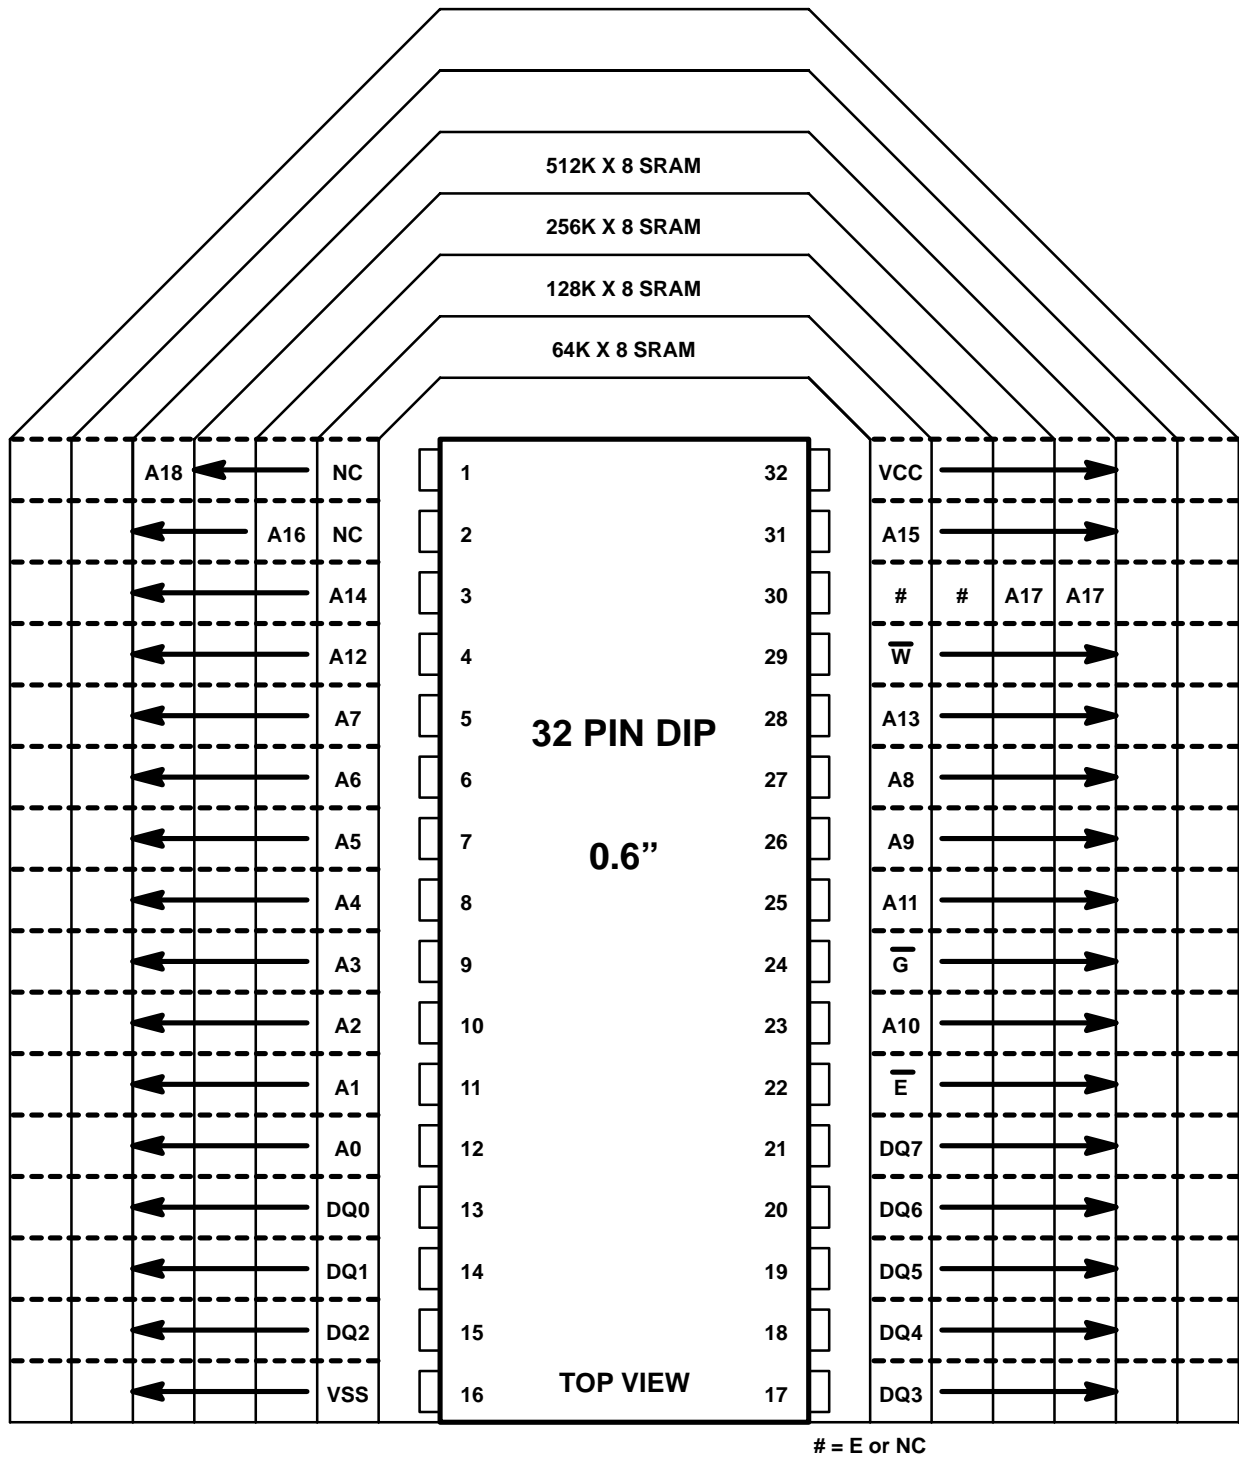 512K X 8 SRAM
256K X 8 SRAM
128K X 8 SRAM
64K X 8 SRAM
A18 NC 1 32 VCC
A16 NC 2 31 A15
A14 3 30 # # A17 A17
A12 4 29 W̅
A7 5 28 A13
32 PIN DIP
A6 6 27 A8
A5 7 26 A9
0.6”
A4 8 25 A11
A3 9 24 G̅
A2 10 23 A10
A1 11 22 E̅
A0 12 21 DQ7
DQ0 13 20 DQ6
DQ1 14 19 DQ5
DQ2 15 18 DQ4
TOP VIEW
VSS 16 17 DQ3
# = E or NC